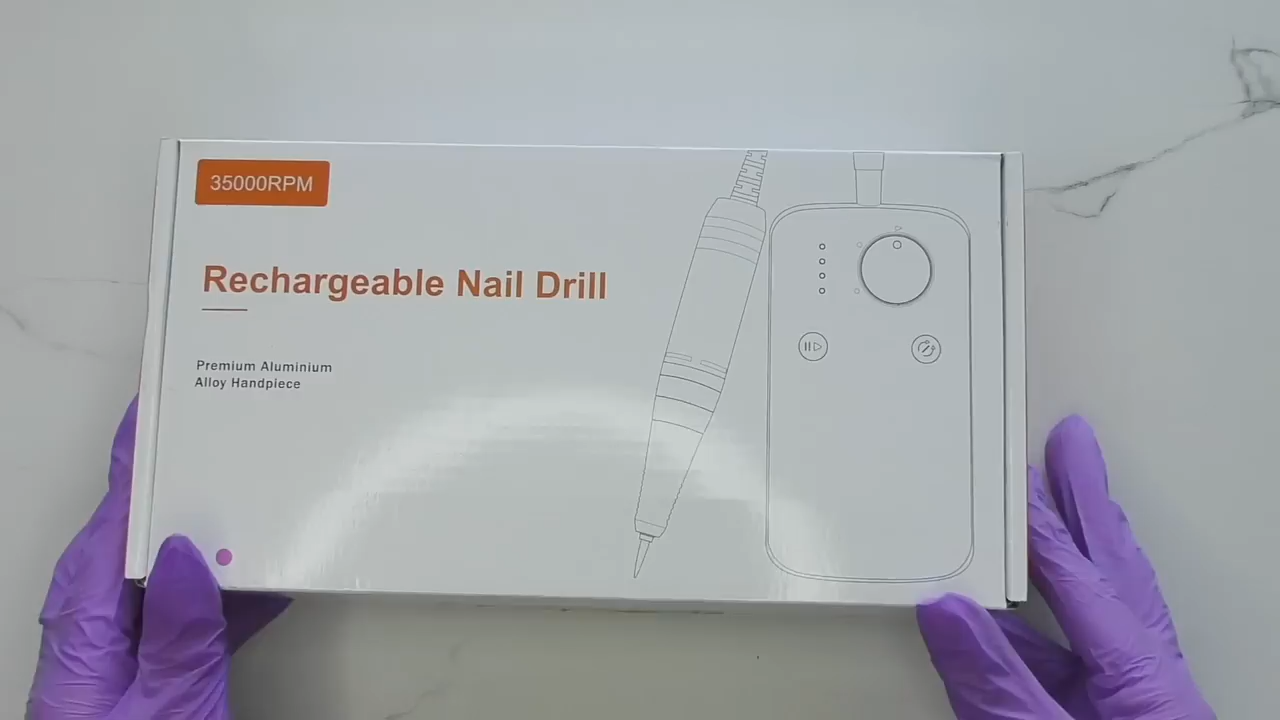 35000RPM
Rechargeable Nail Drill
Premium Aluminium
Alloy Handpiece